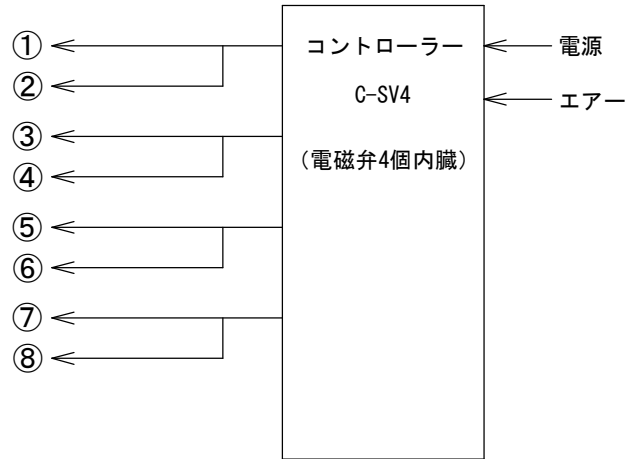 ①
②
③
④
⑤
⑥
⑦
⑧
コントローラー
C-SV4
(電磁弁4個内臓)
電源
エアー